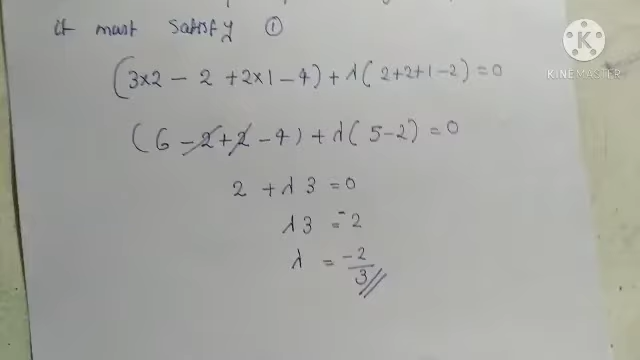 it must satisfy ①
(3×2 - 2 + 2×1 - 4) + λ(2+2+1-2) = 0
(6 - 2 + 2 - 4) + λ(5-2) = 0
2 + λ3 = 0
λ3 = -2
λ = -2/3
K
KINEMASTER